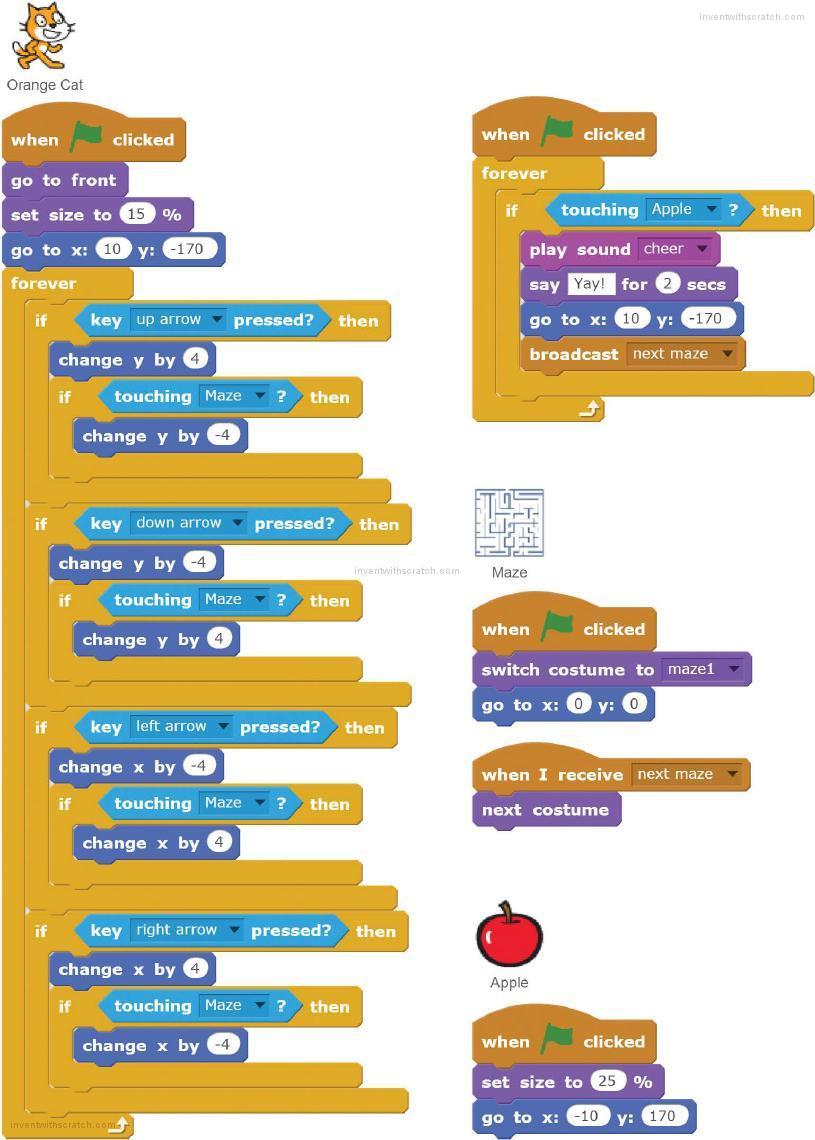 inventwithscratch.com
Orange Cat
when clicked
go to front
set size to 15 %
go to x: 10 y: -170
forever
if key up arrow pressed? then
change y by 4
if touching Maze ? then
change y by -4
if key down arrow pressed? then
change y by -4
if touching Maze ? then
change y by 4
if key left arrow pressed? then
change x by -4
if touching Maze ? then
change x by 4
if key right arrow pressed? then
change x by 4
if touching Maze ? then
change x by -4
inventwithscratch.com
when clicked
forever
if touching Apple ? then
play sound cheer
say Yay! for 2 secs
go to x: 10 y: -170
broadcast next maze
inventwithscratch.com
Maze
when clicked
switch costume to maze1
go to x: 0 y: 0
when I receive next maze
next costume
Apple
when clicked
set size to 25 %
go to x: -10 y: 170